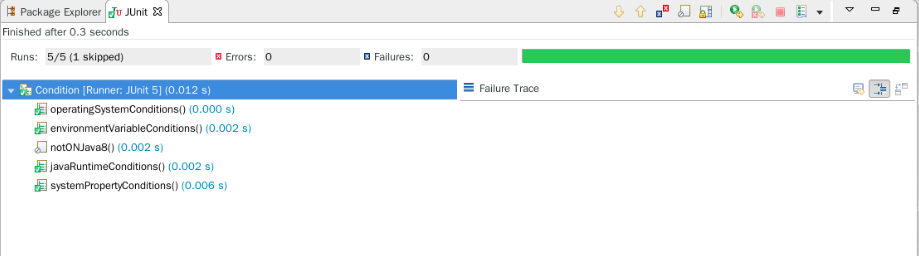 Package Explorer JUnit
Finished after 0.3 seconds
Runs: 5/5 (1 skipped) Errors: 0 Failures: 0
Condition [Runner: JUnit 5] (0.012 s) Failure Trace
operatingSystemConditions() (0.000 s)
environmentVariableConditions() (0.002 s)
notONJava8() (0.002 s)
javaRuntimeConditions() (0.002 s)
systemPropertyConditions() (0.006 s)